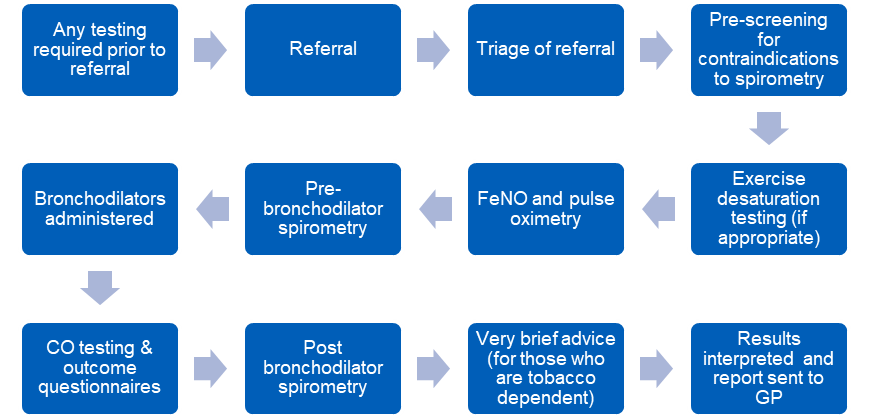 Any testing
required prior to
referral
Referral
Triage of referral
Pre-screening
for
contraindications
to spirometry
Exercise
desaturation
testing (if
appropriate)
FeNO and pulse
oximetry
Pre-
bronchodilator
spirometry
Bronchodilators
administered
CO testing &
outcome
questionnaires
Post
bronchodilator
spirometry
Very brief advice
(for those who
are tobacco
dependent)
Results
interpreted and
report sent to
GP